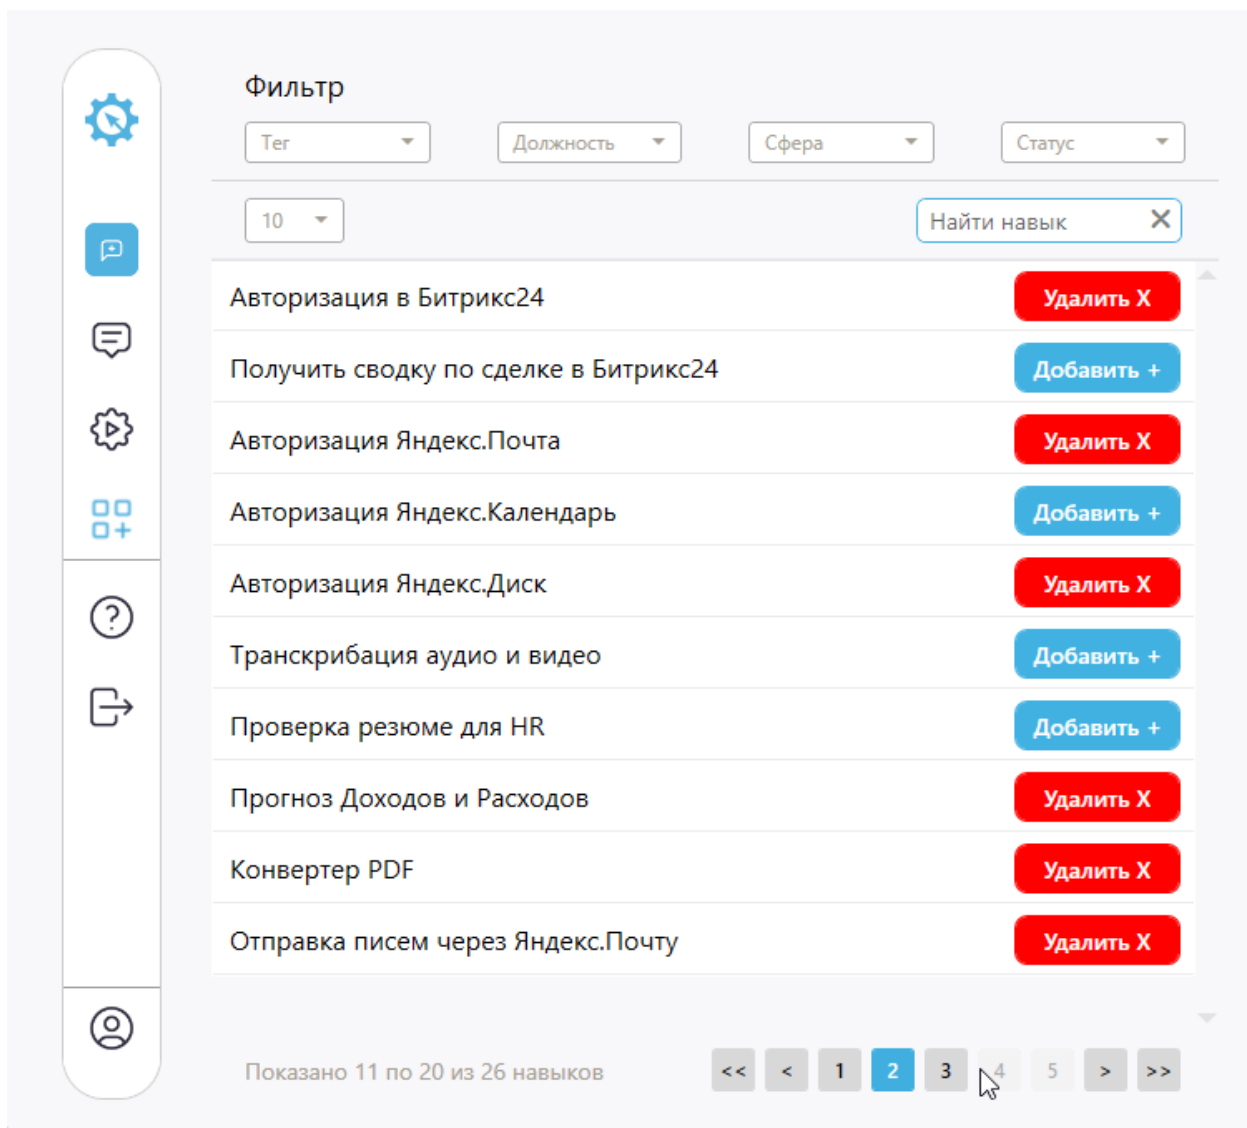 Фильтр
Тег Должность Сфера Статус
10 Найти навык
Авторизация в Битрикс24 Удалить X
Получить сводку по сделке в Битрикс24 Добавить +
Авторизация Яндекс.Почта Удалить X
Авторизация Яндекс.Календарь Добавить +
Авторизация Яндекс.Диск Удалить X
Транскрибация аудио и видео Добавить +
Проверка резюме для HR Добавить +
Прогноз Доходов и Расходов Удалить X
Конвертер PDF Удалить X
Отправка писем через Яндекс.Почту Удалить X
Показано 11 по 20 из 26 навыков << < 1 2 3 4 5 > >>